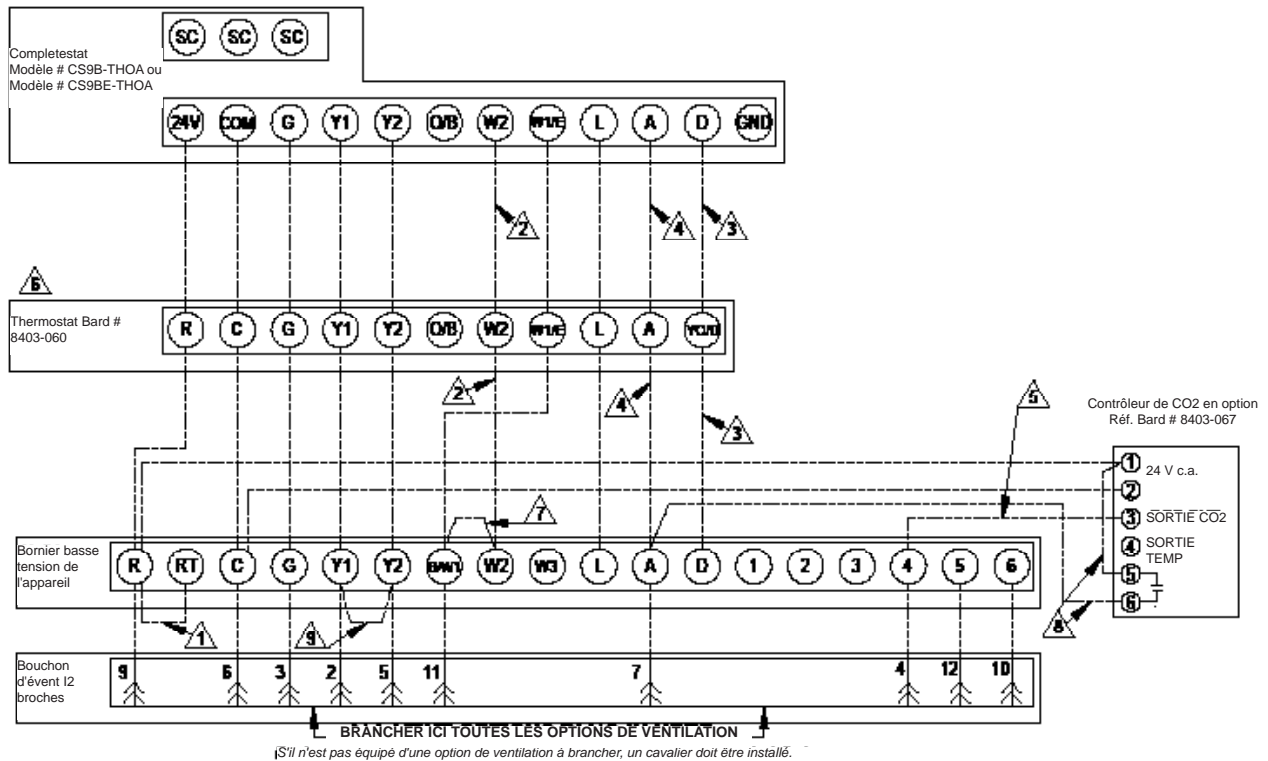 SC SC SC
Completestat
Modèle # CS9B-THOA ou
Modèle # CS9BE-THOA
24V COM G Y1 Y2 O/B W2 W1/E L A D GND
2 4 3
6
Thermostat Bard #
8403-060
R C G Y1 Y2 O/B W2 W1/E L A YO/D
2 4 3 5
Contrôleur de CO2 en option
Réf. Bard # 8403-067
1 24 V c.a.
2
3 SORTIE CO2
4 SORTIE
TEMP
5
6
7
8
Bornier basse
tension de
l'appareil
R RT C G Y1 Y2 B/W1 W2 W3 L A D 1 2 3 4 5 6
1 9
Bouchon
d'évent I2
broches
9 6 3 2 5 11 7 4 12 10
BRANCHER ICI TOUTES LES OPTIONS DE VENTILATION
S'il n'est pas équipé d'une option de ventilation à brancher, un cavalier doit être installé.